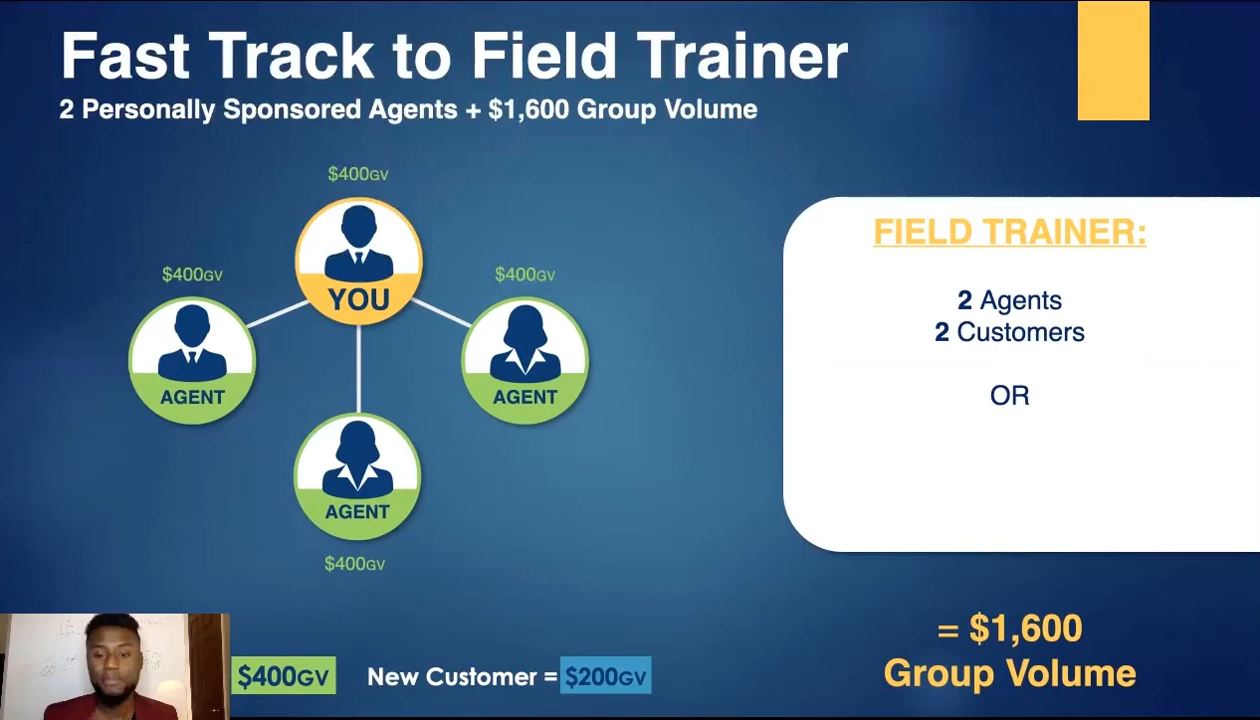 Fast Track to Field Trainer
2 Personally Sponsored Agents + $1,600 Group Volume
$400GV
YOU
$400GV
AGENT
$400GV
AGENT
AGENT
$400GV
FIELD TRAINER:
2 Agents
2 Customers
OR
= $1,600
Group Volume
$400GV New Customer = $200GV